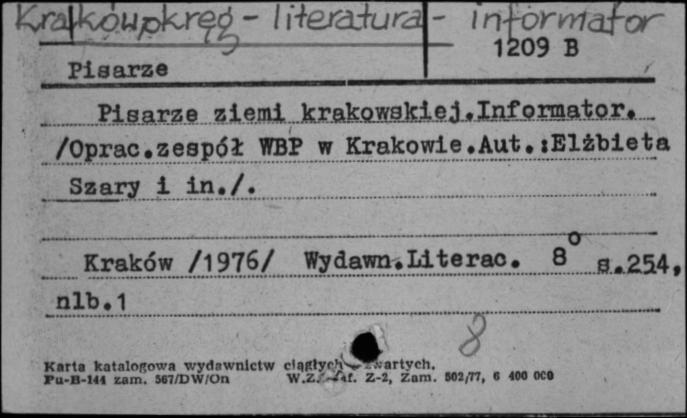 Kraków, okręg - literatura - informator
1209 B
Pisarze
Pisarze ziemi krakowskiej.Informator.
/Oprac.zespół WBP w Krakowie.Aut.:Elżbieta
Szary i in./.
Kraków /1976/ Wydawn.Literac. 8° s.254,
nlb.1
8
Karta katalogowa wydawnictw ciągłych zwartych.
Pu-B-144 zam. 567/DW/On W.Z. Z-2, Zam. 502/77, 6 400 000